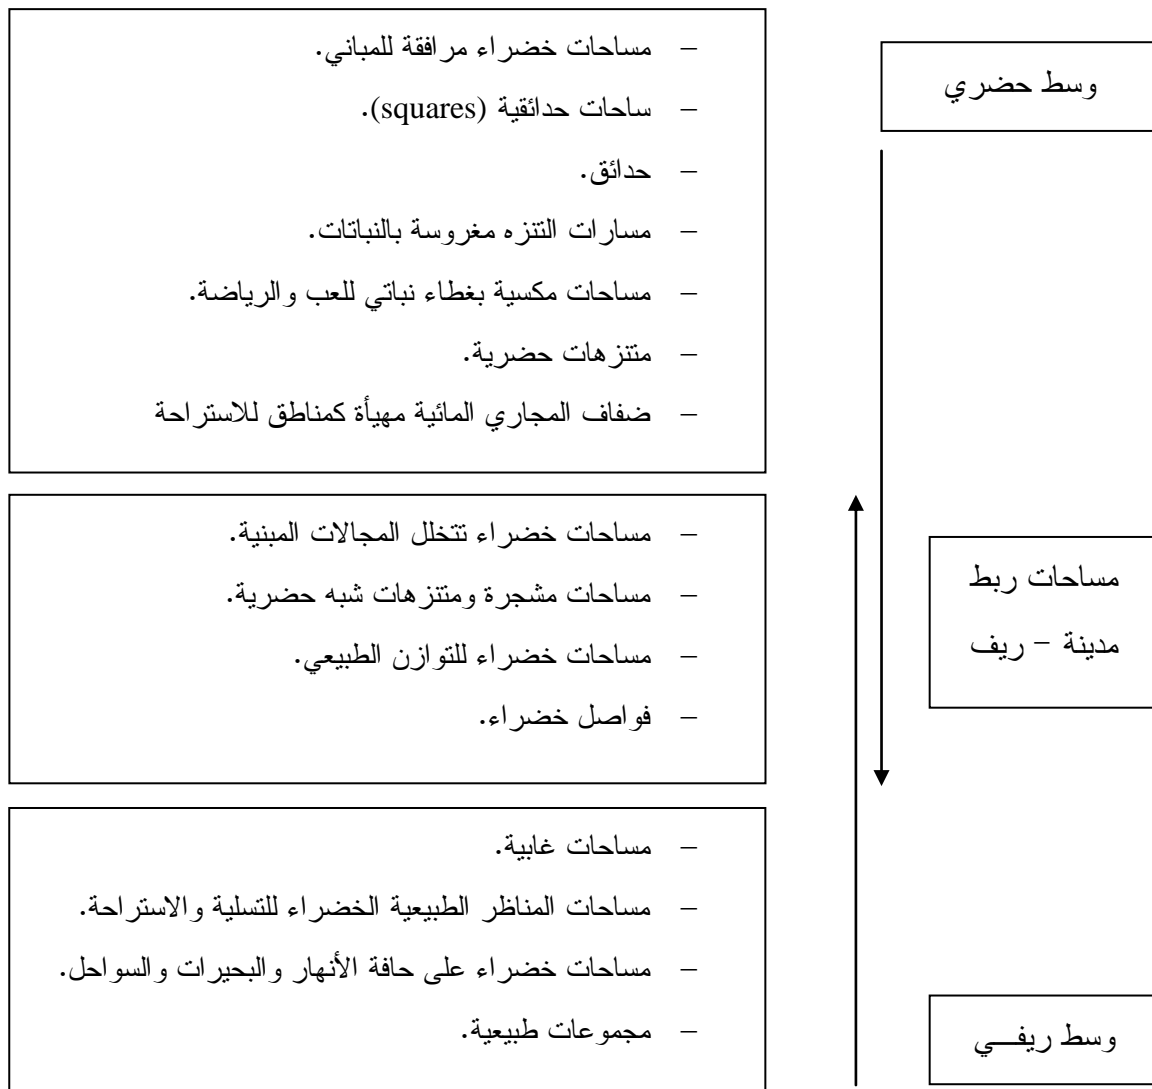 وسط حضري
– مساحات خضراء مرافقة للمباني.
– ساحات حدائقية (squares).
– حدائق.
– مسارات التنزه مغروسة بالنباتات.
– مساحات مكسية بغطاء نباتي للعب والرياضة.
– متنزهات حضرية.
– ضفاف المجاري المائية مهيأة كمناطق للاستراحة
مساحات ربط
مدينة – ريف
– مساحات خضراء تتخلل المجالات المبنية.
– مساحات مشجرة ومتنزهات شبه حضرية.
– مساحات خضراء للتوازن الطبيعي.
– فواصل خضراء.
وسط ريفـــي
– مساحات غابية.
– مساحات المناظر الطبيعية الخضراء للتسلية والاستراحة.
– مساحات خضراء على حافة الأنهار والبحيرات والسواحل.
– مجموعات طبيعية.